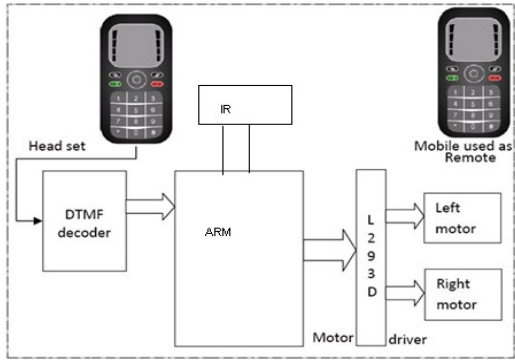 IR
Head set
Mobile used as
Remote
DTMF
decoder
ARM
L
2
9
3
D
Left
motor
Right
motor
Motor driver